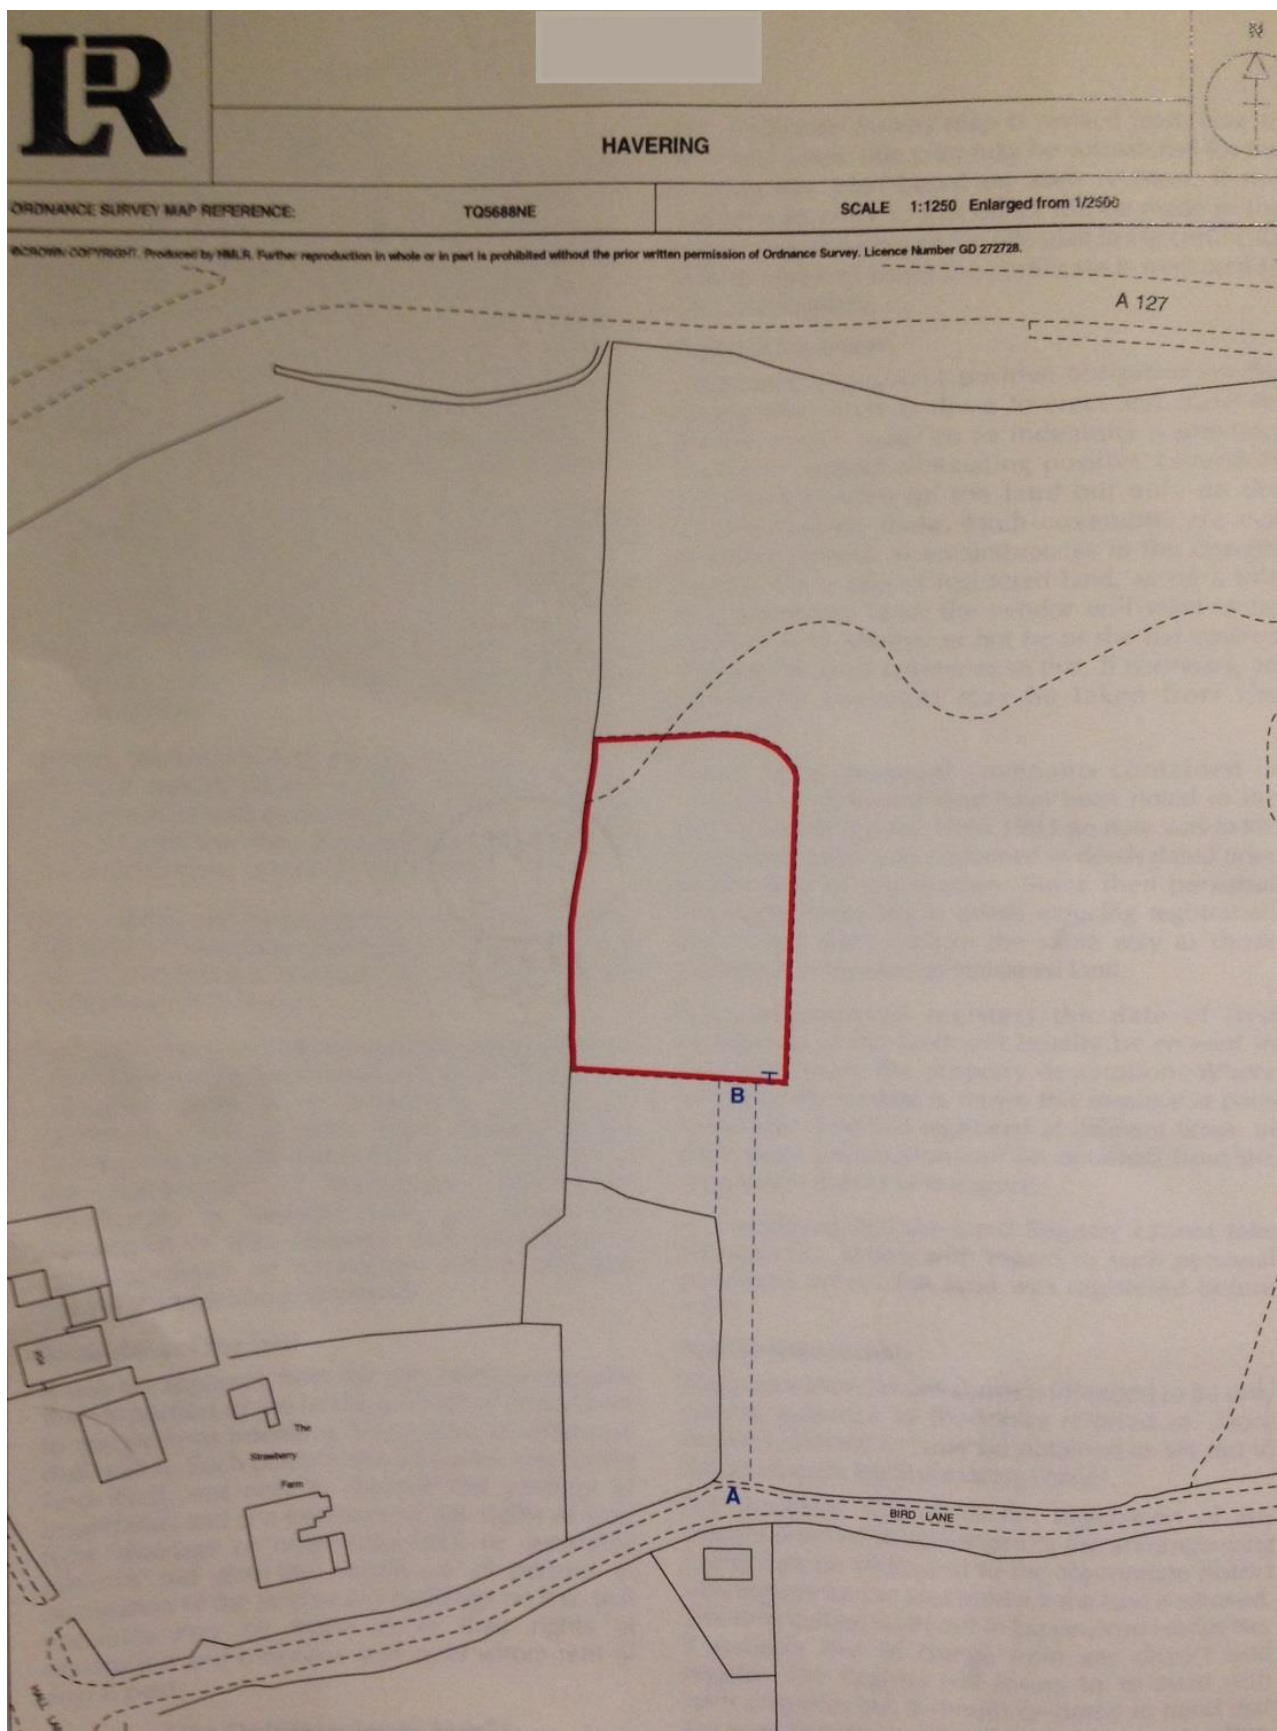 LR
N
HAVERING
ORDNANCE SURVEY MAP REFERENCE: TQ5688NE SCALE 1:1250 Enlarged from 1/2500
©CROWN COPYRIGHT. Produced by HMLR. Further reproduction in whole or in part is prohibited without the prior written permission of Ordnance Survey. Licence Number GD 272728.
A 127
B
The
Strawberry
Farm
A
BIRD LANE
HALL LA